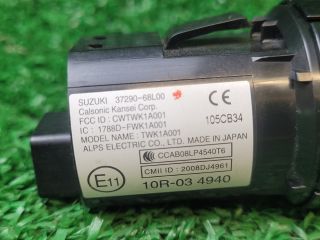 SUZUKI 37290-68L00
Calsonic Kansei Corp.
FCC ID : CWTWK1A001
IC : 1788D-FWK1A001
MODEL NAME : TWK1A001
ALPS ELECTRIC CO., LTD. MADE IN JAPAN
105CB34
CE
CCAB08LP4540T6
CMII ID : 2008DJ4961
E11
10R-03 4940